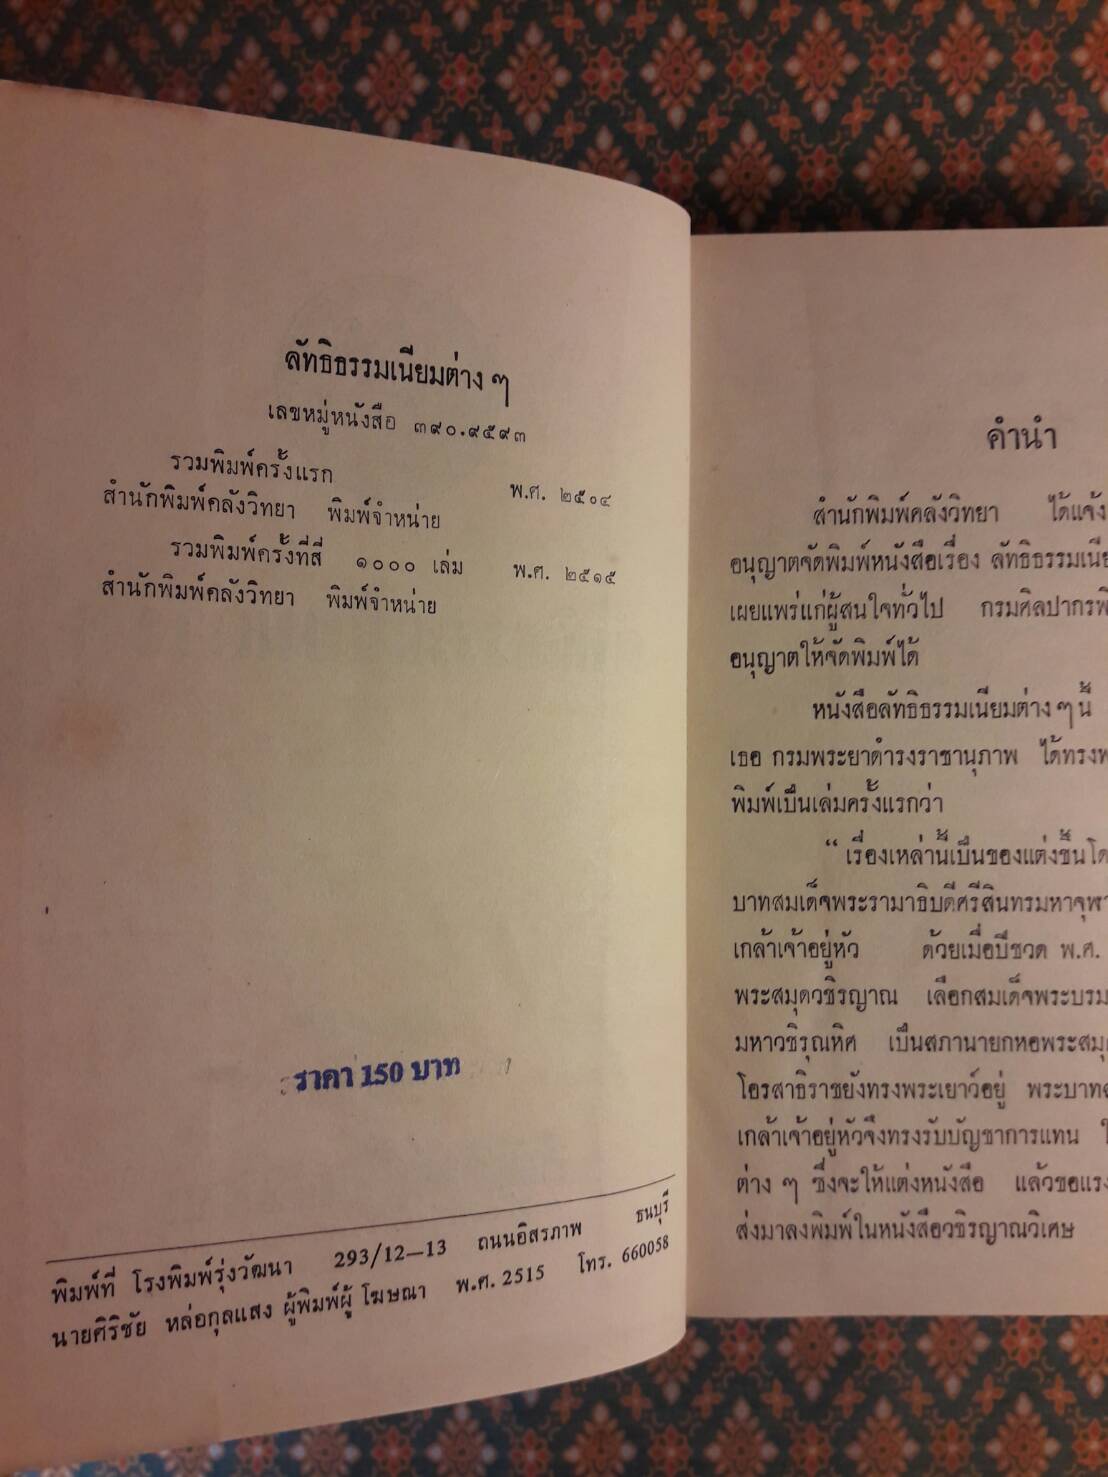 ลัทธิธรรมเนียมต่าง ๆ
เลขหมู่หนังสือ ๓๙๐.๙๕๙๓
รวมพิมพ์ครั้งแรก พ.ศ. ๒๕๐๔
สำนักพิมพ์คลังวิทยา พิมพ์จำหน่าย
รวมพิมพ์ครั้งที่สี่ ๑๐๐๐ เล่ม พ.ศ. ๒๕๑๕
สำนักพิมพ์คลังวิทยา พิมพ์จำหน่าย
ราคา 150 บาท
พิมพ์ที่ โรงพิมพ์รุ่งวัฒนา 293/12—13 ถนนอิสรภาพ ธนบุรี
นายศิริชัย หล่อกุลแสง ผู้พิมพ์ผู้โฆษณา พ.ศ. 2515 โทร. 660058
คำนำ
สำนักพิมพ์คลังวิทยา ได้แจ้ง
อนุญาตจัดพิมพ์หนังสือเรื่อง ลัทธิธรรมเนีย
เผยแพร่แก่ผู้สนใจทั่วไป กรมศิลปากรพิ
อนุญาตให้จัดพิมพ์ได้
หนังสือลัทธิธรรมเนียมต่าง ๆ นี้
เธอ กรมพระยาดำรงราชานุภาพ ได้ทรงพ
พิมพ์เป็นเล่มครั้งแรกว่า
“ เรื่องเหล่านี้เป็นของแต่งขึ้นโด
บาทสมเด็จพระรามาธิบดีศรีสินทรมหาจุฬา
เกล้าเจ้าอยู่หัว ด้วยเมื่อปีชวด พ.ศ.
พระสมุดวชิรญาณ เลือกสมเด็จพระบรม
มหาวชิรุณหิศ เป็นสภานายกหอพระสมุ
โอรสาธิราชยังทรงพระเยาว์อยู่ พระบาทส
เกล้าเจ้าอยู่หัวจึงทรงรับบัญชาการแทน ใ
ต่าง ๆ ซึ่งจะให้แต่งหนังสือ แล้วขอแรง
ส่งมาลงพิมพ์ในหนังสือวชิรญาณวิเศษ